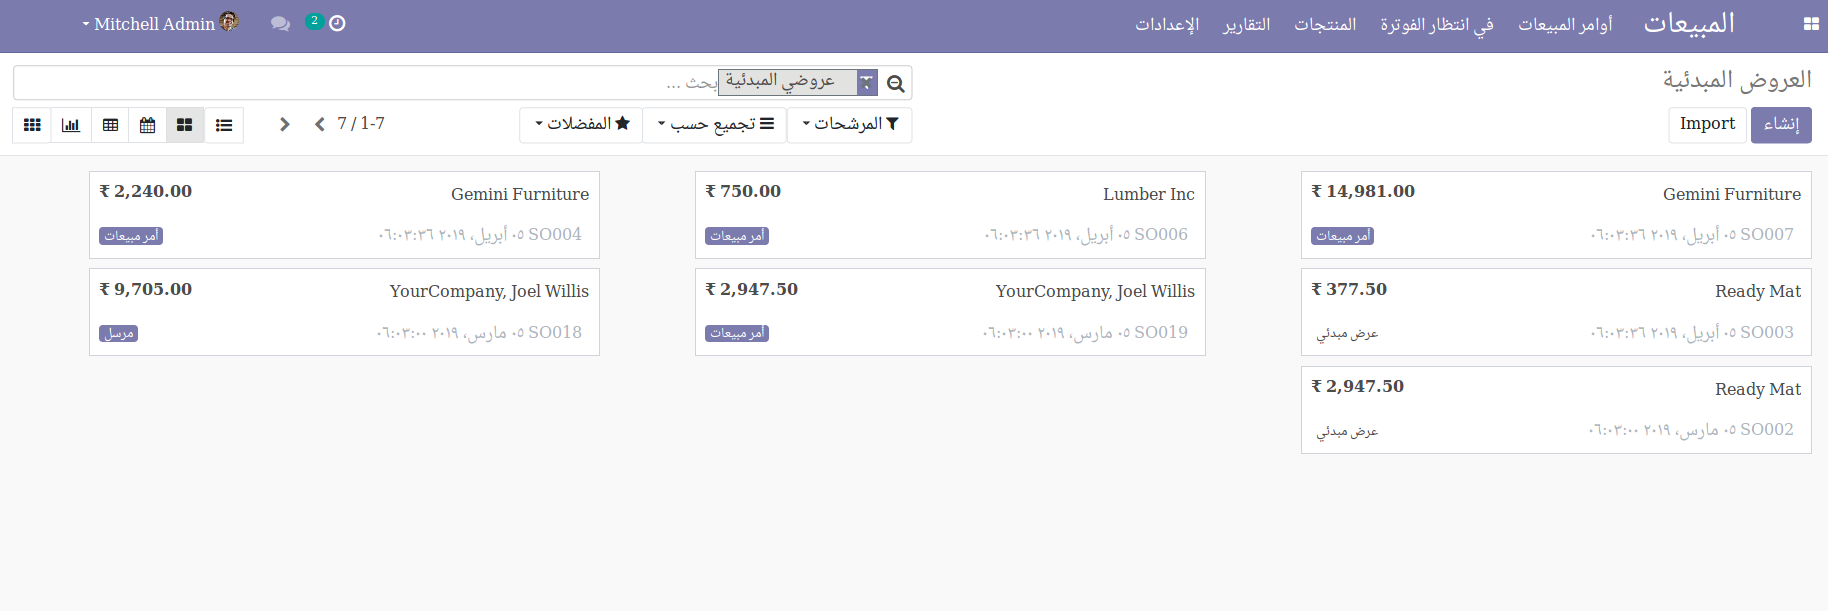 المبيعات أوامر المبيعات في انتظار الفوترة المنتجات التقارير الإعدادات 2 Mitchell Admin
العروض المبدئية
عروضي المبدئية بحث ...
إنشاء Import
المرشحات تجميع حسب المفضلات 1-7 / 7
Gemini Furniture ₹ 14,981.00
SO007 ٠٥ أبريل، ٢٠١٩ ٠٦:٠٣:٣٦ أمر مبيعات
Lumber Inc ₹ 750.00
SO006 ٠٥ أبريل، ٢٠١٩ ٠٦:٠٣:٣٦ أمر مبيعات
Gemini Furniture ₹ 2,240.00
SO004 ٠٥ أبريل، ٢٠١٩ ٠٦:٠٣:٣٦ أمر مبيعات
Ready Mat ₹ 377.50
SO003 ٠٥ أبريل، ٢٠١٩ ٠٦:٠٣:٣٦ عرض مبدئي
YourCompany, Joel Willis ₹ 2,947.50
SO019 ٠٥ مارس، ٢٠١٩ ٠٦:٠٣:٠٠ أمر مبيعات
YourCompany, Joel Willis ₹ 9,705.00
SO018 ٠٥ مارس، ٢٠١٩ ٠٦:٠٣:٠٠ مرسل
Ready Mat ₹ 2,947.50
SO002 ٠٥ مارس، ٢٠١٩ ٠٦:٠٣:٠٠ عرض مبدئي